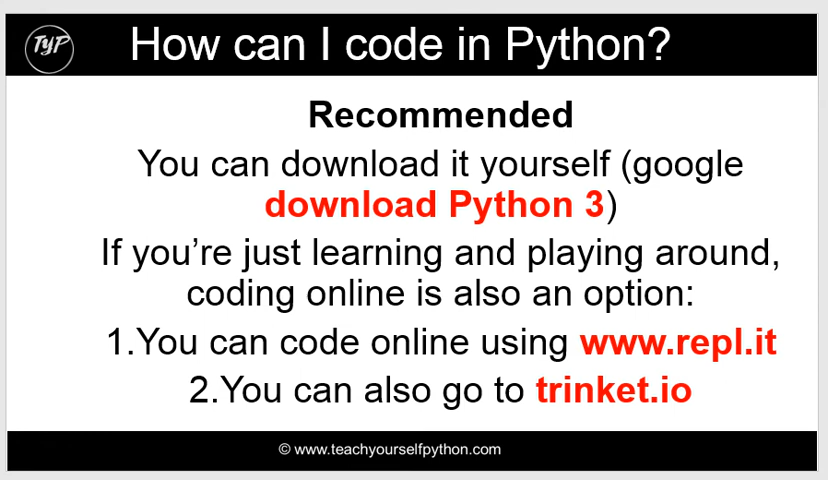 TyP
How can I code in Python?
Recommended
You can download it yourself (google
download Python 3)
If you're just learning and playing around,
coding online is also an option:
1.You can code online using www.repl.it
2.You can also go to trinket.io
© www.teachyourselfpython.com